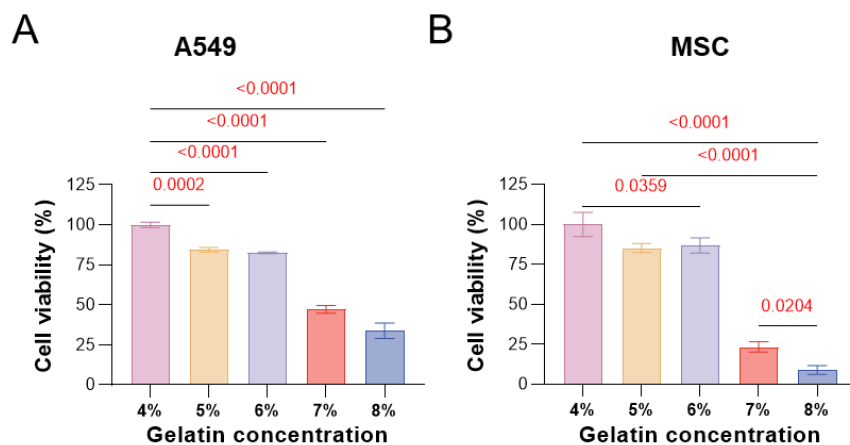 A
A549
<0.0001
<0.0001
<0.0001
0.0002
125
100
75
50
25
0
Cell viability (%)
4% 5% 6% 7% 8%
Gelatin concentration
B
MSC
<0.0001
<0.0001
0.0359
0.0204
125
100
75
50
25
0
Cell viability (%)
4% 5% 6% 7% 8%
Gelatin concentration